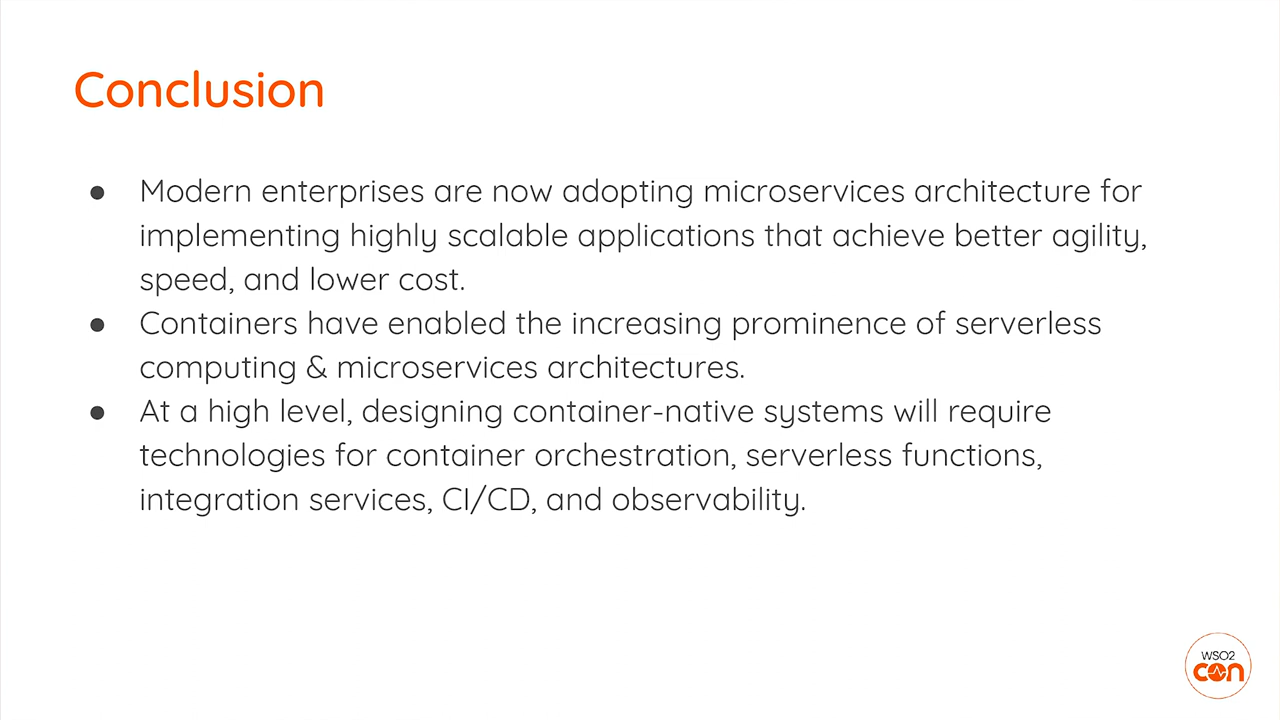 Conclusion
● Modern enterprises are now adopting microservices architecture for
implementing highly scalable applications that achieve better agility,
speed, and lower cost.
● Containers have enabled the increasing prominence of serverless
computing & microservices architectures.
● At a high level, designing container-native systems will require
technologies for container orchestration, serverless functions,
integration services, CI/CD, and observability.
WSO2
con